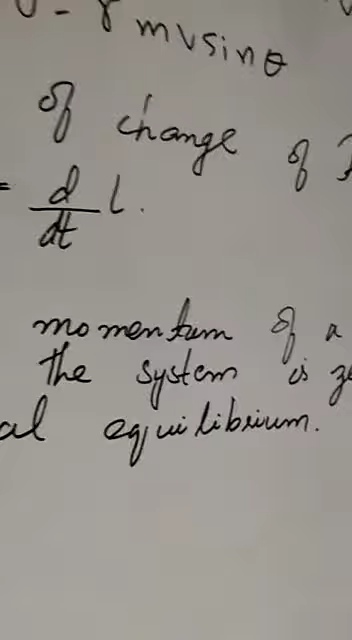 r mvsinθ
of change of
= d/dt l.
momentum of a
the system is
al equilibrium.